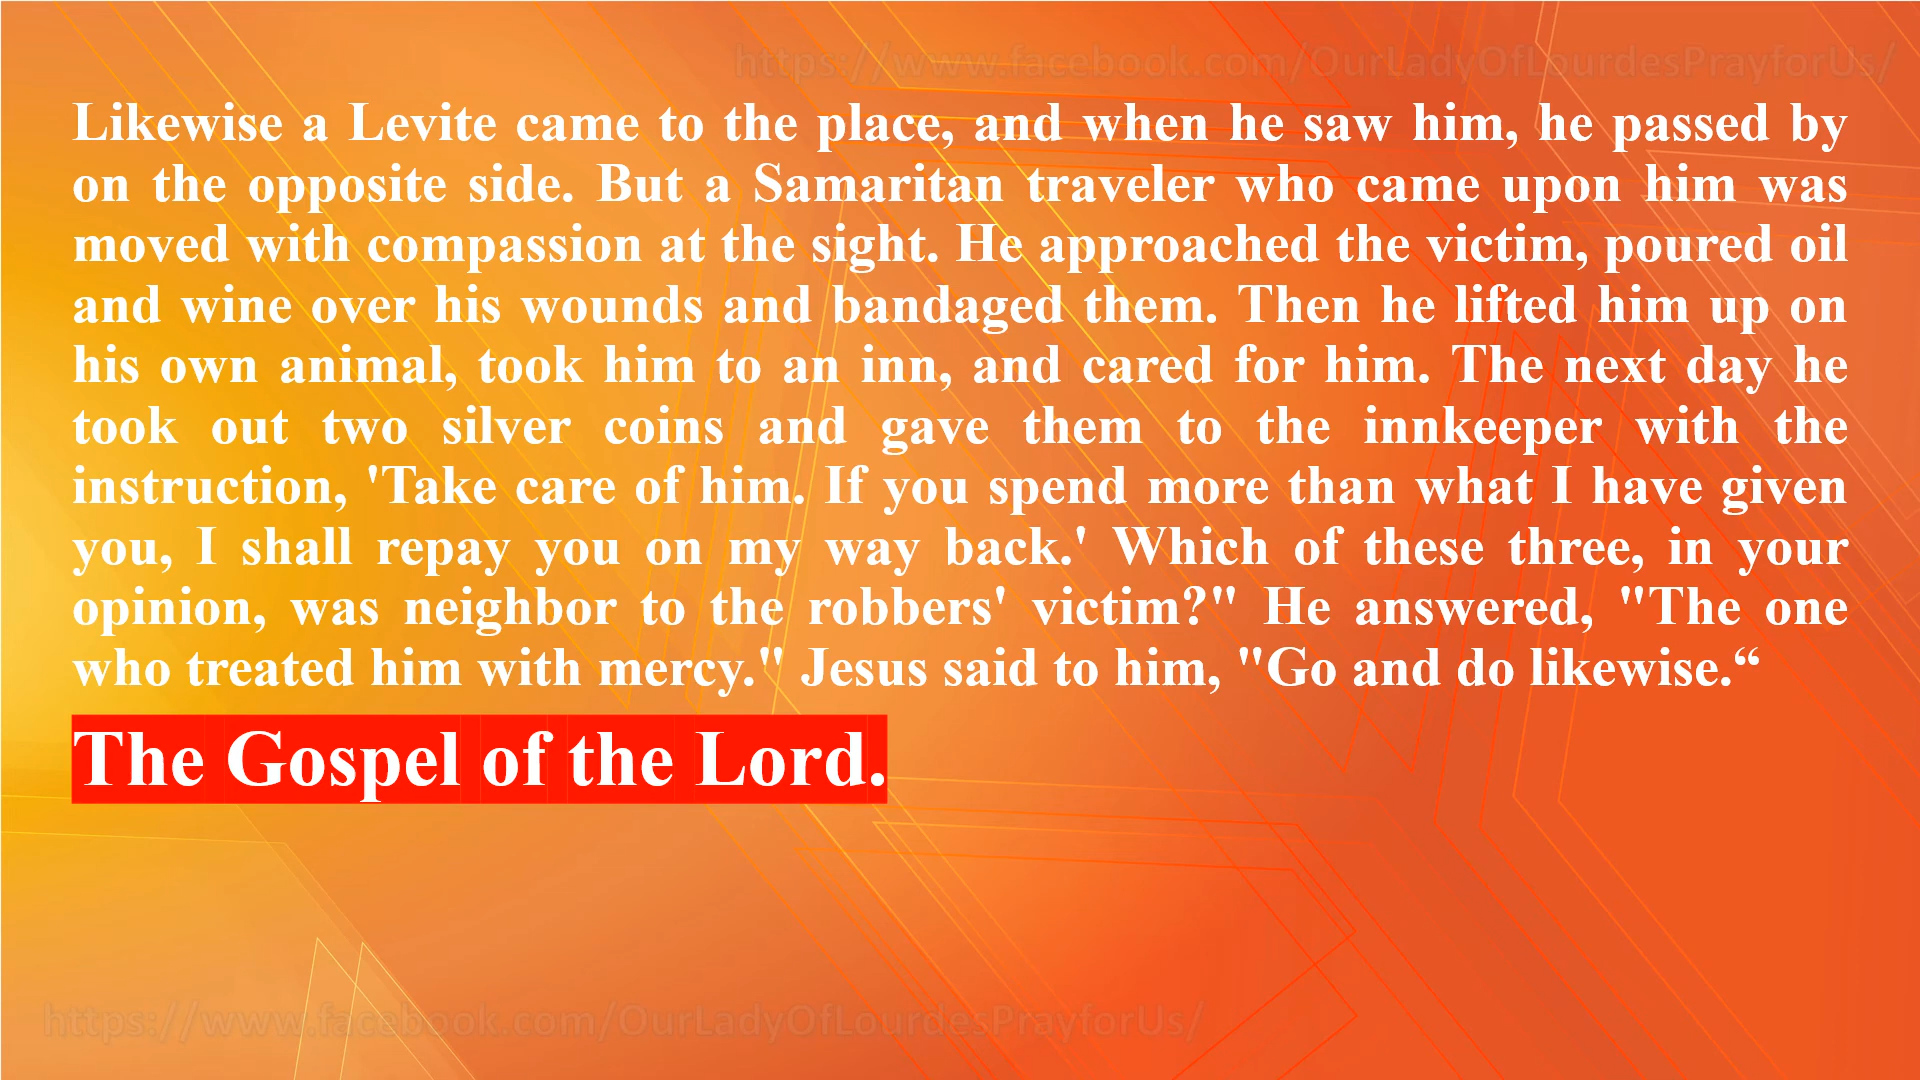 https://www.facebook.com/OurLadyOfLourdesPrayforUs/
Likewise a Levite came to the place, and when he saw him, he passed by
on the opposite side. But a Samaritan traveler who came upon him was
moved with compassion at the sight. He approached the victim, poured oil
and wine over his wounds and bandaged them. Then he lifted him up on
his own animal, took him to an inn, and cared for him. The next day he
took out two silver coins and gave them to the innkeeper with the
instruction, 'Take care of him. If you spend more than what I have given
you, I shall repay you on my way back.' Which of these three, in your
opinion, was neighbor to the robbers' victim?" He answered, "The one
who treated him with mercy." Jesus said to him, "Go and do likewise.“
The Gospel of the Lord.
https://www.facebook.com/OurLadyOfLourdesPrayforUs/